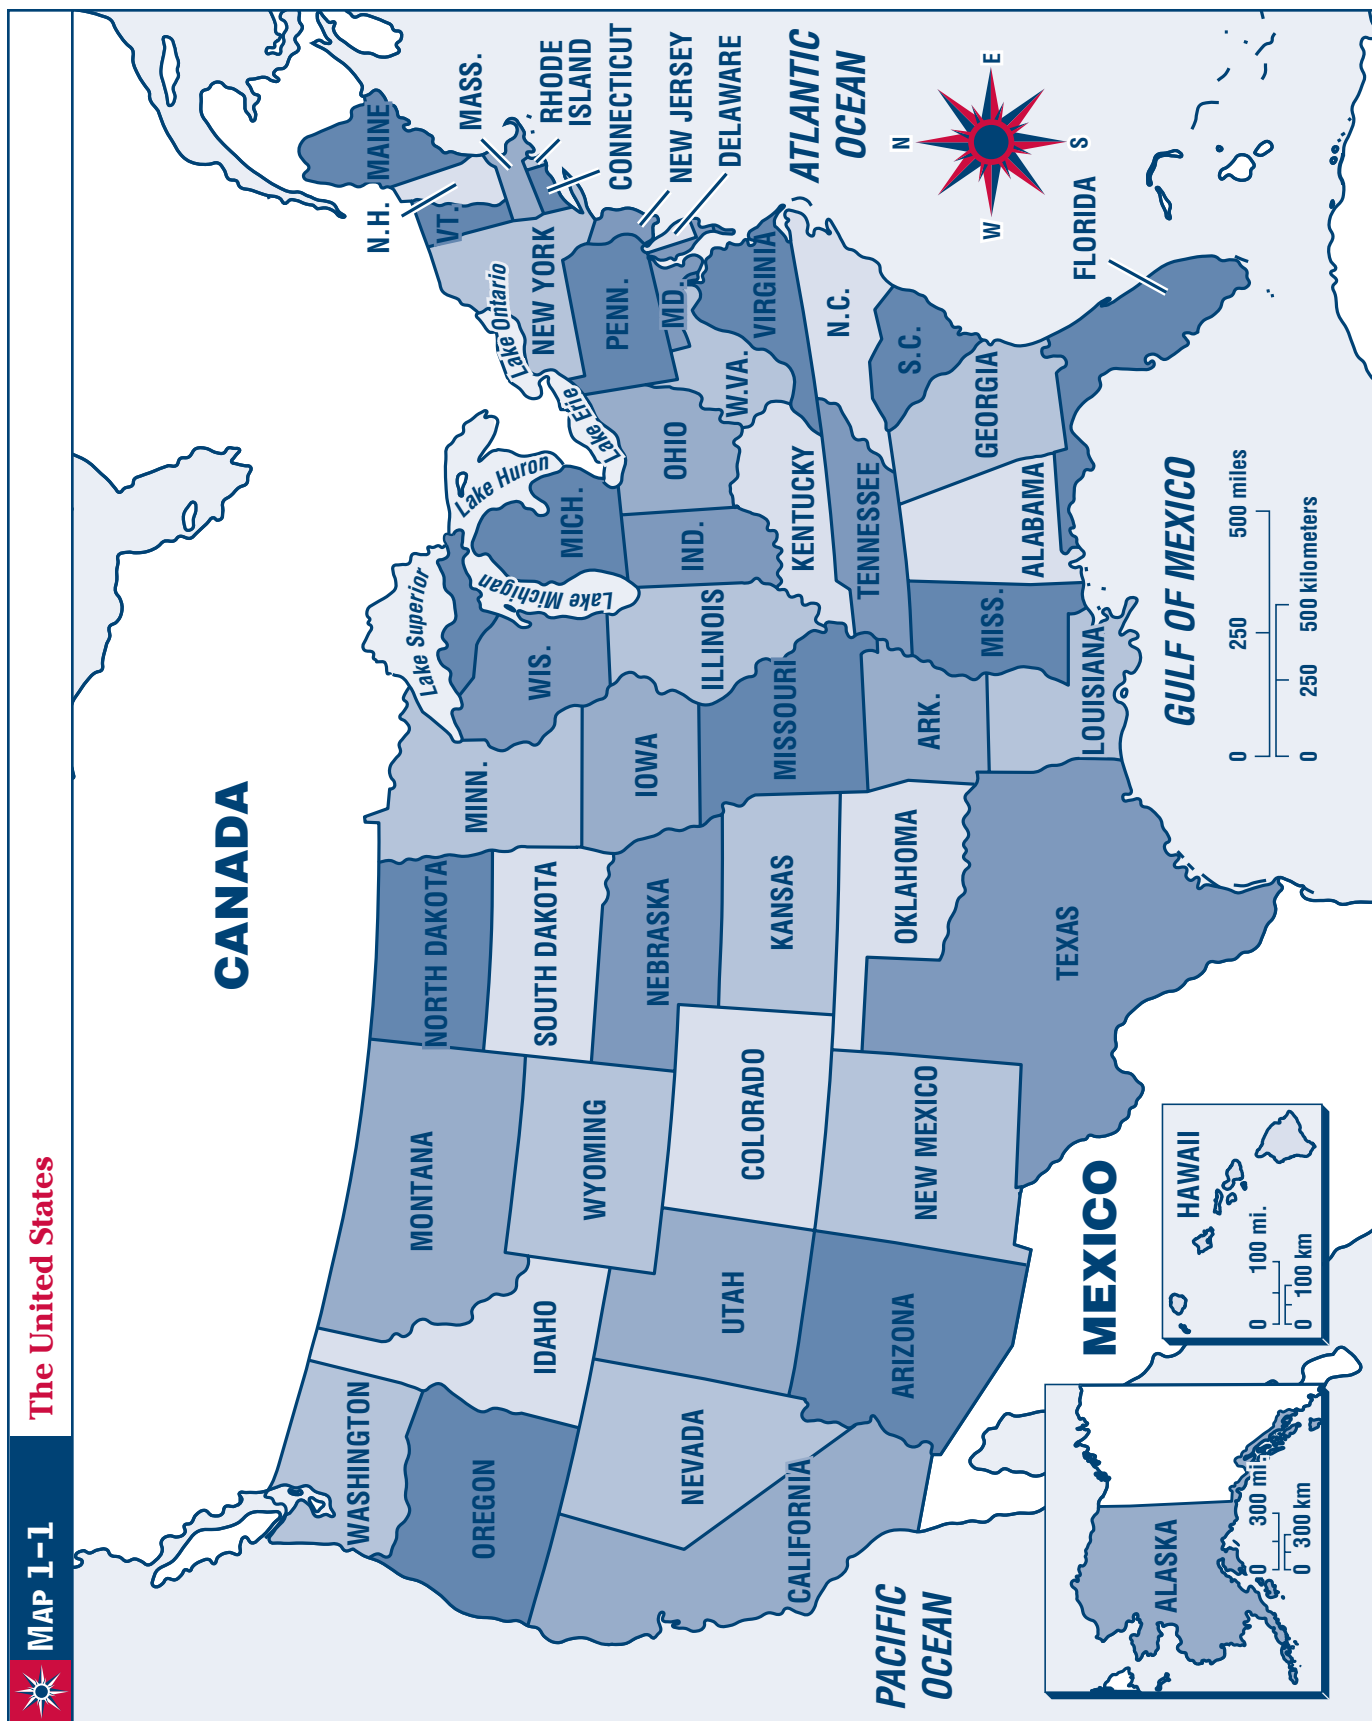 MAP 1–1
The United States
CANADA
WASHINGTON
OREGON
CALIFORNIA
NEVADA
IDAHO
MONTANA
WYOMING
UTAH
ARIZONA
COLORADO
NEW MEXICO
NORTH DAKOTA
SOUTH DAKOTA
NEBRASKA
KANSAS
OKLAHOMA
TEXAS
MINN.
IOWA
MISSOURI
ARK.
LOUISIANA
WIS.
ILLINOIS
MICH.
IND.
OHIO
KENTUCKY
TENNESSEE
MISS.
ALABAMA
GEORGIA
FLORIDA
S.C.
N.C.
VIRGINIA
W.VA.
MD.
PENN.
NEW YORK
VT.
N.H.
MAINE
MASS.
RHODE
ISLAND
CONNECTICUT
NEW JERSEY
DELAWARE
Lake Superior
Lake Michigan
Lake Huron
Lake Erie
Lake Ontario
ATLANTIC
OCEAN
N
E
S
W
PACIFIC
OCEAN
MEXICO
GULF OF MEXICO
0 250 500 miles
0 250 500 kilometers
ALASKA
0 300 mi.
0 300 km
HAWAII
0 100 mi.
0 100 km